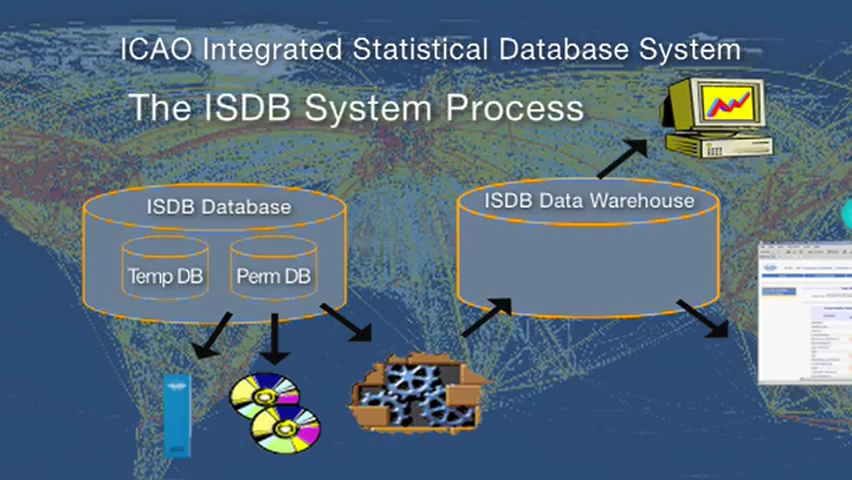 ICAO Integrated Statistical Database System
The ISDB System Process
ISDB Database
ISDB Data Warehouse
Temp DB
Perm DB